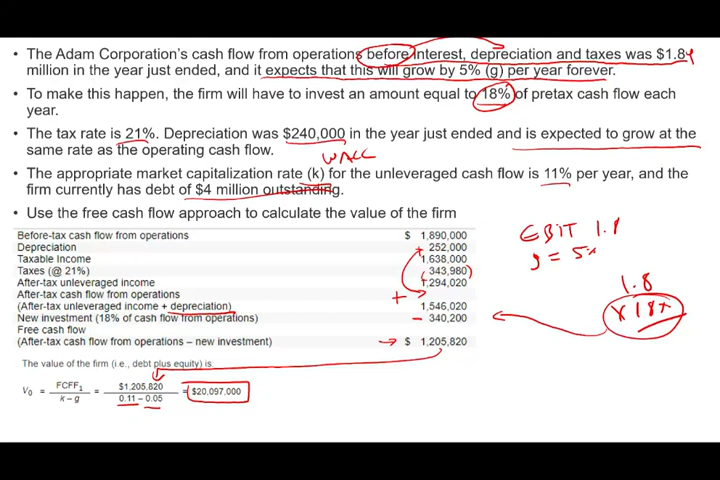 • The Adam Corporation's cash flow from operations before interest, depreciation and taxes was $1.84
million in the year just ended, and it expects that this will grow by 5% (g) per year forever.
• To make this happen, the firm will have to invest an amount equal to 18% of pretax cash flow each
year.
• The tax rate is 21%. Depreciation was $240,000 in the year just ended and is expected to grow at the
same rate as the operating cash flow.
WACC
• The appropriate market capitalization rate (k) for the unleveraged cash flow is 11% per year, and the
firm currently has debt of $4 million outstanding.
• Use the free cash flow approach to calculate the value of the firm
Before-tax cash flow from operations $ 1,890,000
Depreciation + 252,000
Taxable Income 1,638,000
Taxes (@ 21%) (343,980)
After-tax unleveraged income 1,294,020
After-tax cash flow from operations
(After-tax unleveraged income + depreciation) + 1,546,020
New investment (18% of cash flow from operations) - 340,200
Free cash flow
(After-tax cash flow from operations – new investment) $ 1,205,820
The value of the firm (i.e., debt plus equity) is:
V0 = FCFF1 / k – g = $1,205,820 / 0.11 – 0.05 = $20,097,000
EBIT 1.8
g = 5%
1.8
x 18%